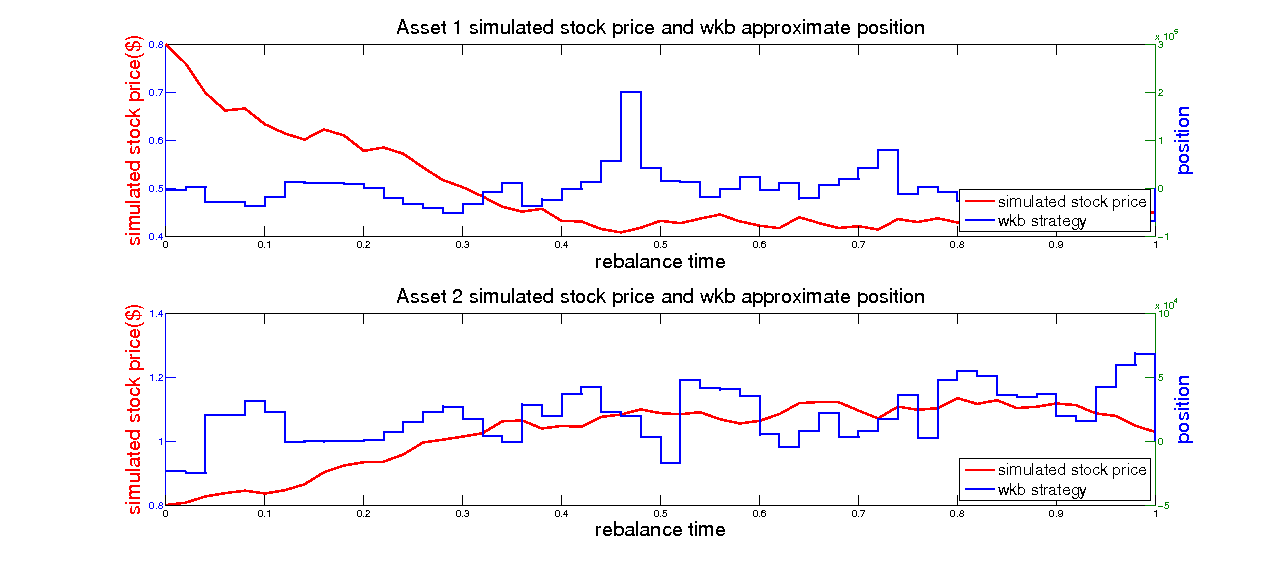 Asset 1 simulated stock price and wkb approximate position
x 10^5
simulated stock price($)
0.8
0.7
0.6
0.5
0.4
3
2
1
0
−1
position
simulated stock price
wkb strategy
0 0.1 0.2 0.3 0.4 0.5 0.6 0.7 0.8 0.9 1
rebalance time
Asset 2 simulated stock price and wkb approximate position
x 10^4
simulated stock price($)
1.4
1.2
1
0.8
10
5
0
−5
position
simulated stock price
wkb strategy
0 0.1 0.2 0.3 0.4 0.5 0.6 0.7 0.8 0.9 1
rebalance time